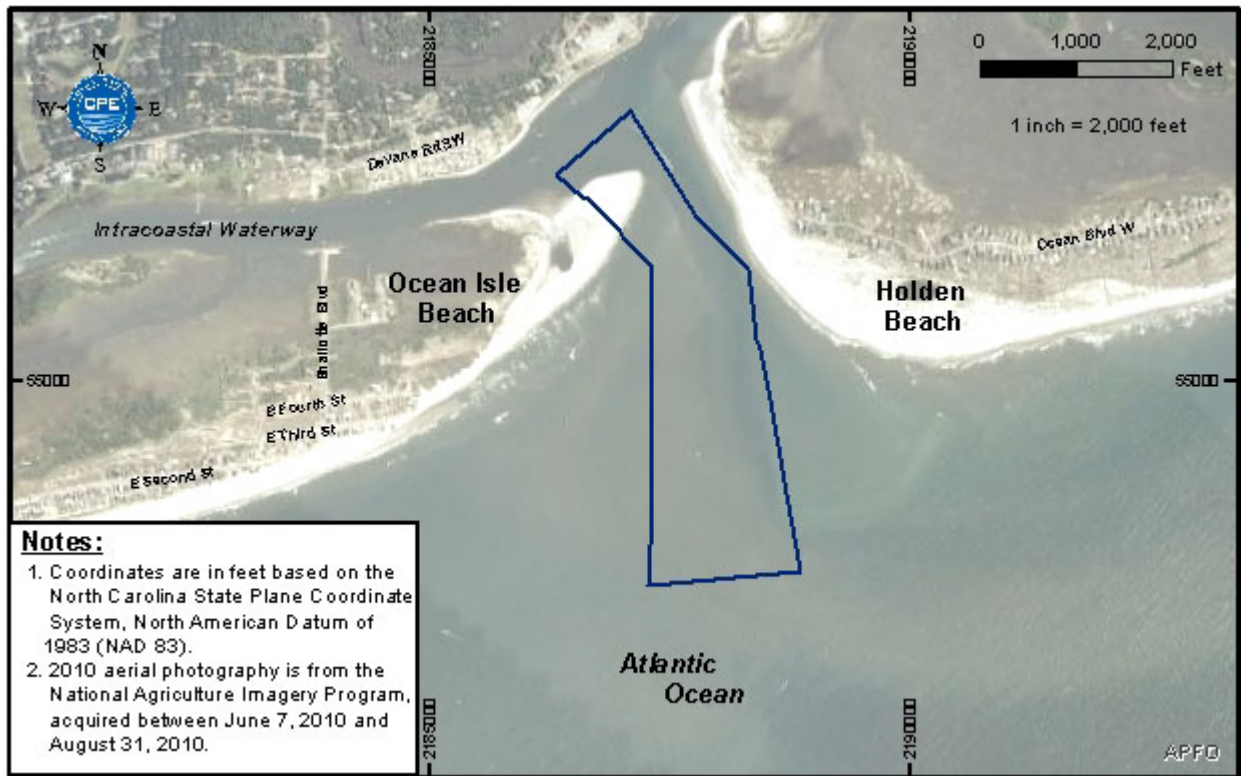 2185000
2190000
0 1,000 2,000
Feet
1 inch = 2,000 feet
N
W CPE E
S
DeVane Rd SW
Intracoastal Waterway
Ocean Blvd W
Ocean Isle
Beach
Holden
Beach
Shallotte Blvd
55000
55000
E Fourth St
E Third St
E Second St
Notes:
1. Coordinates are in feet based on the
North Carolina State Plane Coordinate
System, North American Datum of
1983 (NAD 83).
2. 2010 aerial photography is from the
National Agriculture Imagery Program,
acquired between June 7, 2010 and
August 31, 2010.
Atlantic
Ocean
2185000
2190000
APFO